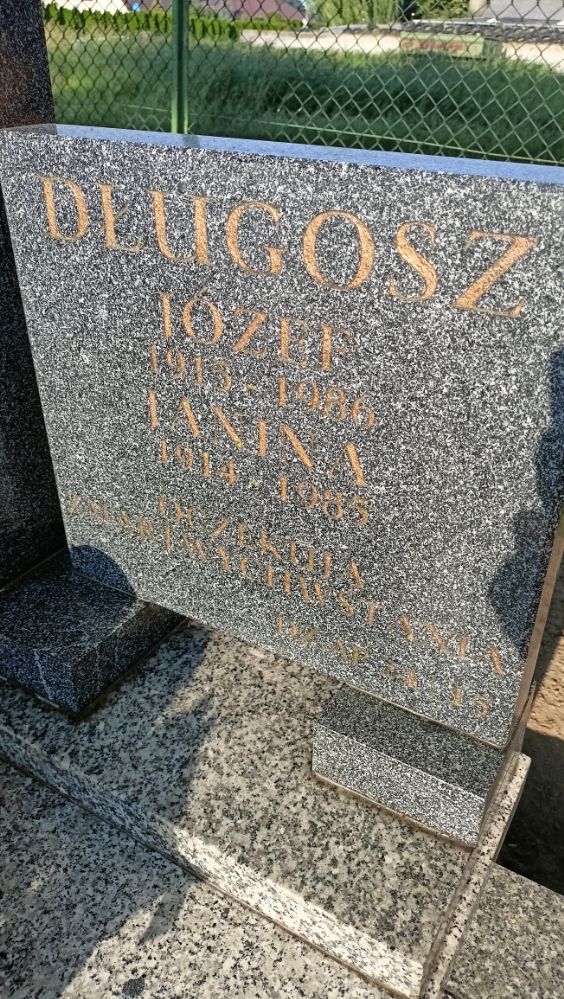 DŁUGOSZ
JÓZEF
1915 - 1986
JANINA
1914 - 1985
OCZEKUJĄ
ZMARTWYCHWSTANIA
DZ. AP. 24 - 15